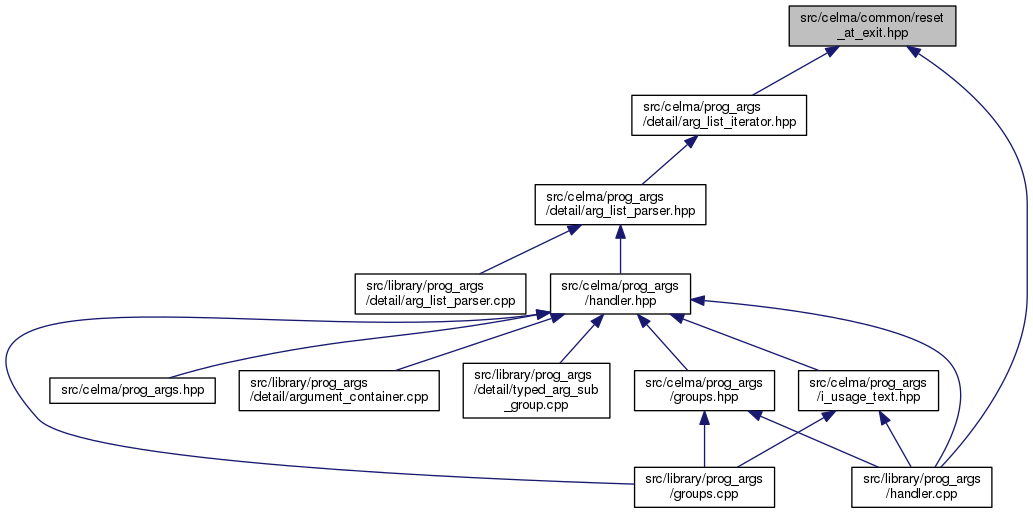 src/celma/common/reset
_at_exit.hpp
src/celma/prog_args
/detail/arg_list_iterator.hpp
src/celma/prog_args
/detail/arg_list_parser.hpp
src/library/prog_args
/detail/arg_list_parser.cpp
src/celma/prog_args
/handler.hpp
src/celma/prog_args.hpp
src/library/prog_args
/detail/argument_container.cpp
src/library/prog_args
/detail/typed_arg_sub
_group.cpp
src/celma/prog_args
/groups.hpp
src/celma/prog_args
/i_usage_text.hpp
src/library/prog_args
/groups.cpp
src/library/prog_args
/handler.cpp